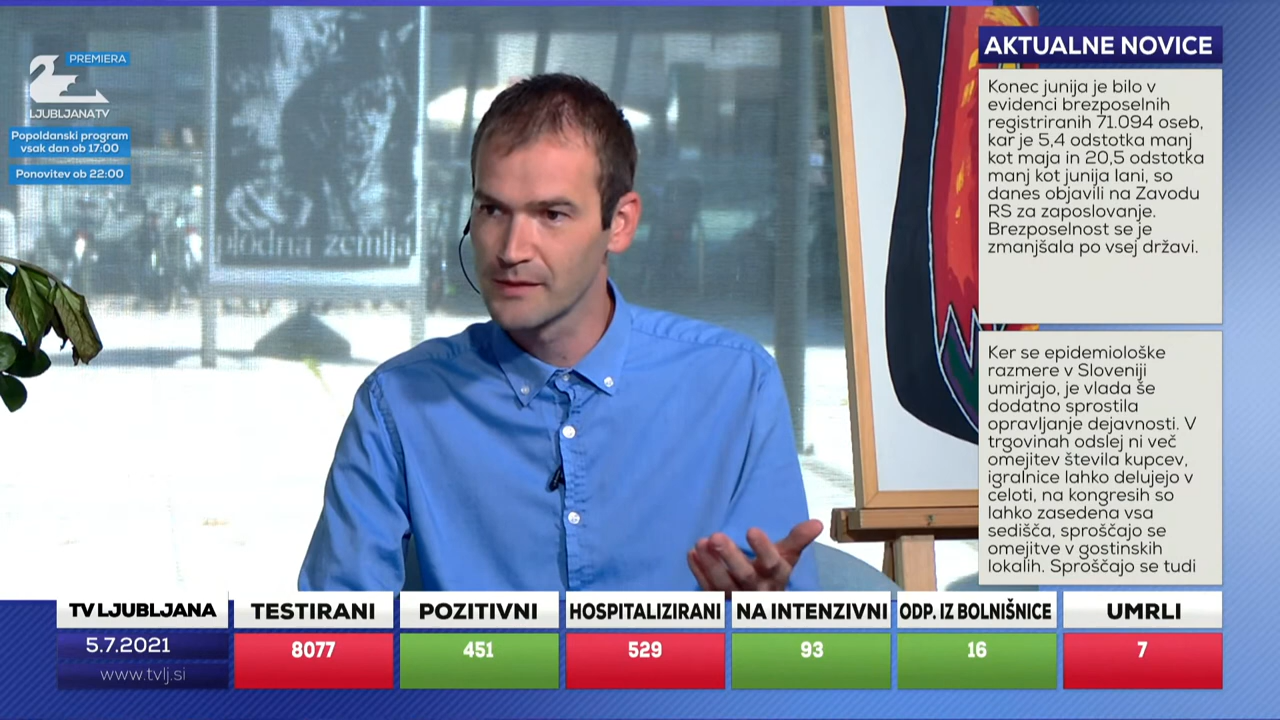 PREMIERA
LJUBLJANATV
Popoldanski program
vsak dan ob 17:00
Ponovitev ob 22:00
plodna zemlja
AKTUALNE NOVICE
Konec junija je bilo v
evidenci brezposelnih
registriranih 71.094 oseb,
kar je 5,4 odstotka manj
kot maja in 20,5 odstotka
manj kot junija lani, so
danes objavili na Zavodu
RS za zaposlovanje.
Brezposelnost se je
zmanjšala po vsej državi.
Ker se epidemiološke
razmere v Sloveniji
umirjajo, je vlada še
dodatno sprostila
opravljanje dejavnosti. V
trgovinah odslej ni več
omejitev števila kupcev,
igralnice lahko delujejo v
celoti, na kongresih so
lahko zasedena vsa
sedišča, sproščajo se
omejitve v gostinskih
lokalih. Sproščajo se tudi
TV LJUBLJANA TESTIRANI POZITIVNI HOSPITALIZIRANI NA INTENZIVNI ODP. IZ BOLNIŠNICE UMRLI
5.7.2021 8077 451 529 93 16 7
www.tvlj.si